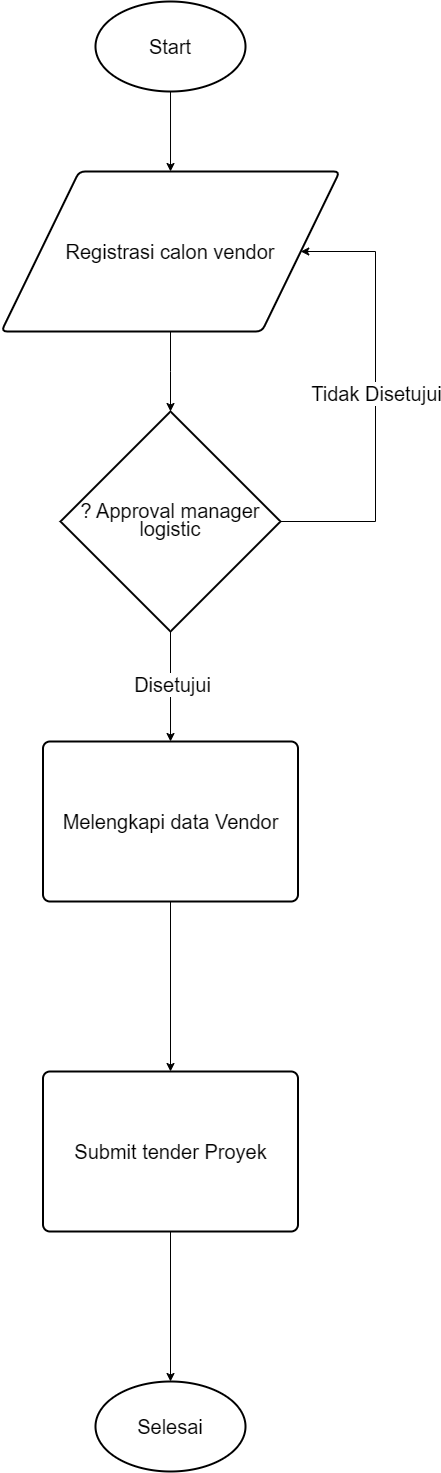 Start
Registrasi calon vendor
Tidak Disetujui
? Approval manager
logistic
Disetujui
Melengkapi data Vendor
Submit tender Proyek
Selesai